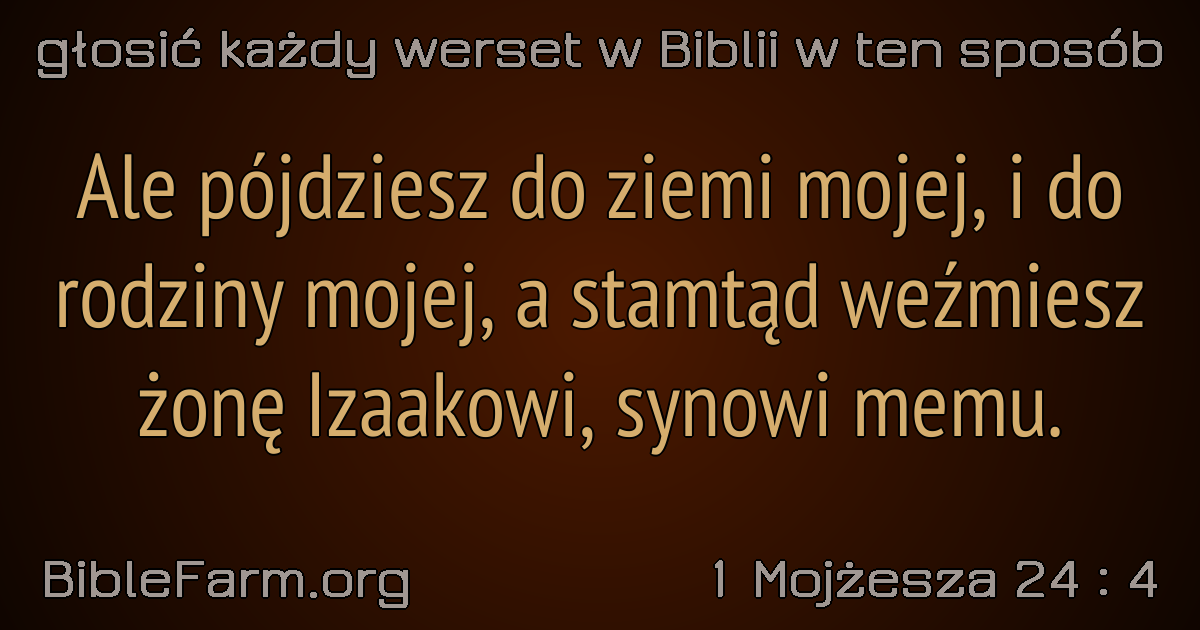 głosić każdy werset w Biblii w ten sposób
Ale pójdziesz do ziemi mojej, i do
rodziny mojej, a stamtąd weźmiesz
żonę Izaakowi, synowi memu.
BibleFarm.org
1 Mojżesza 24 : 4